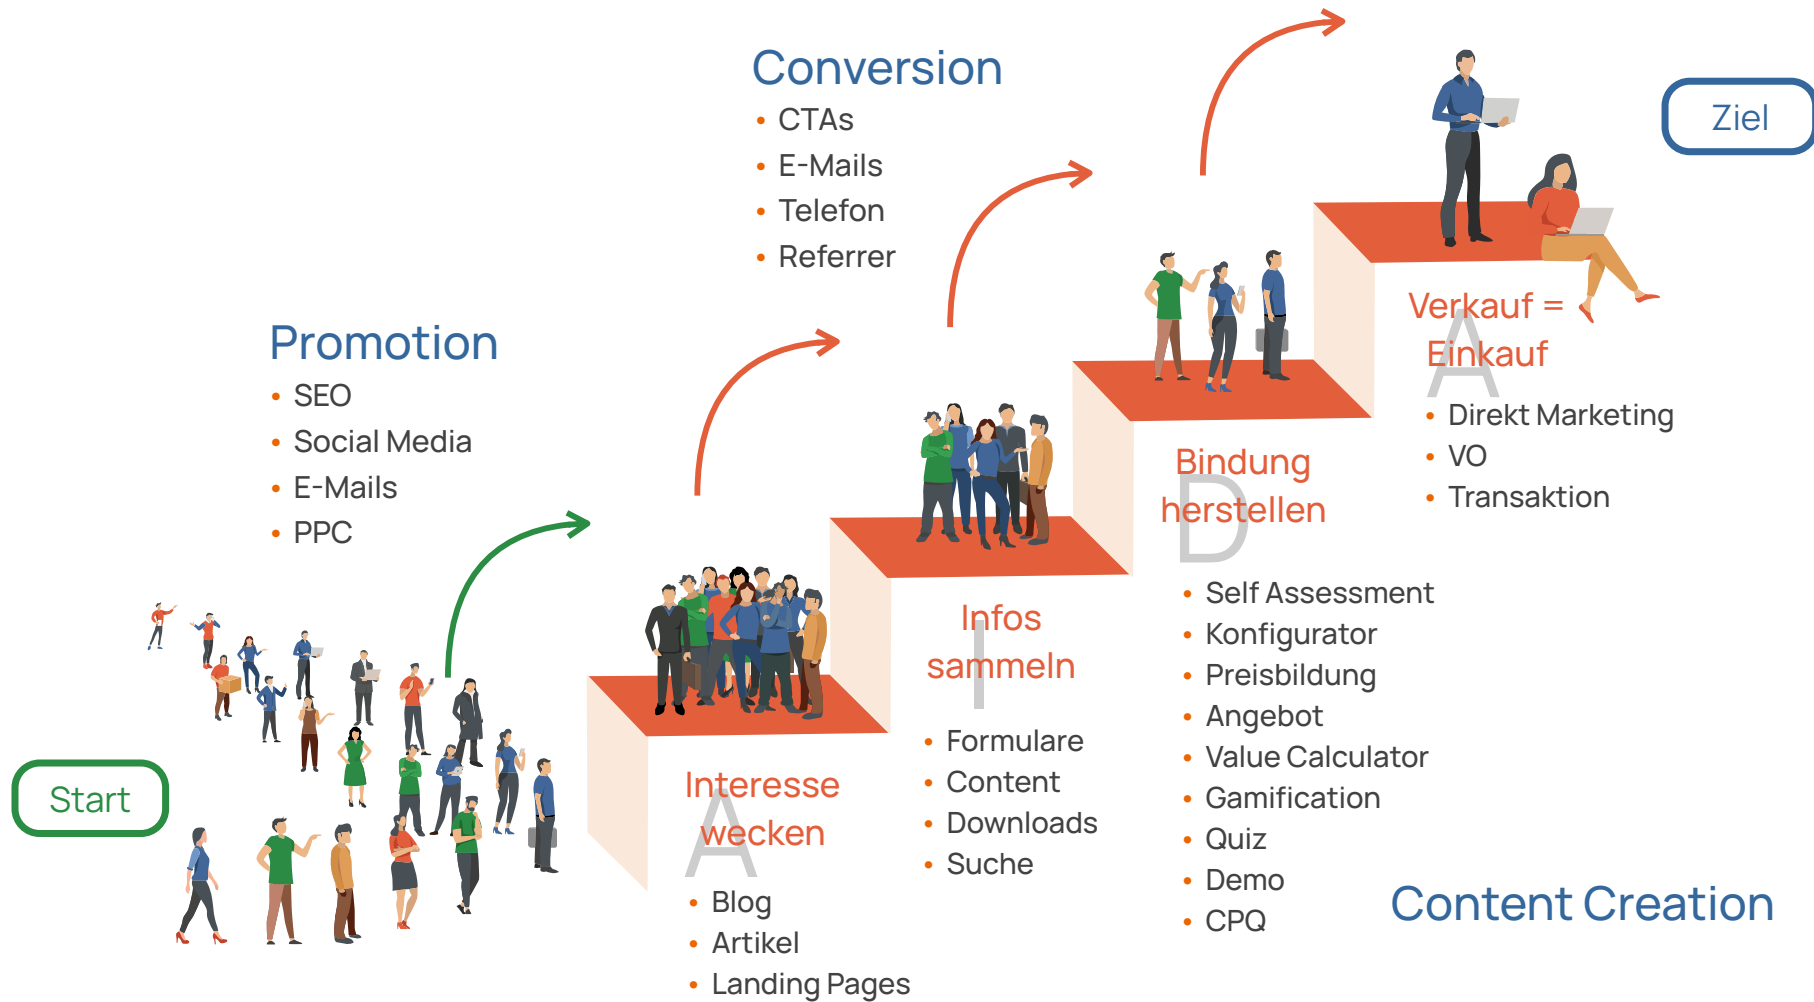 Conversion
• CTAs
• E-Mails
• Telefon
• Referrer
Ziel
Promotion
• SEO
• Social Media
• E-Mails
• PPC
Start
A
Interesse
wecken
• Blog
• Artikel
• Landing Pages
I
Infos
sammeln
• Formulare
• Content
• Downloads
• Suche
D
Bindung
herstellen
• Self Assessment
• Konfigurator
• Preisbildung
• Angebot
• Value Calculator
• Gamification
• Quiz
• Demo
• CPQ
A
Verkauf =
Einkauf
• Direkt Marketing
• VO
• Transaktion
Content Creation